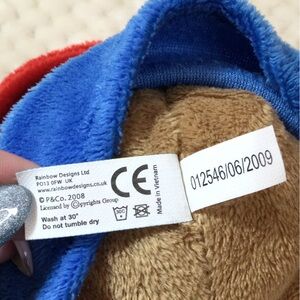 Rainbow Designs Ltd
PO13 0FW UK
www.rainbowdesigns.co.uk
© P&Co. 2008
Licensed by ©opyrights Group
Wash at 30°
Do not tumble dry
CE
Made in Vietnam
012546/06/2009